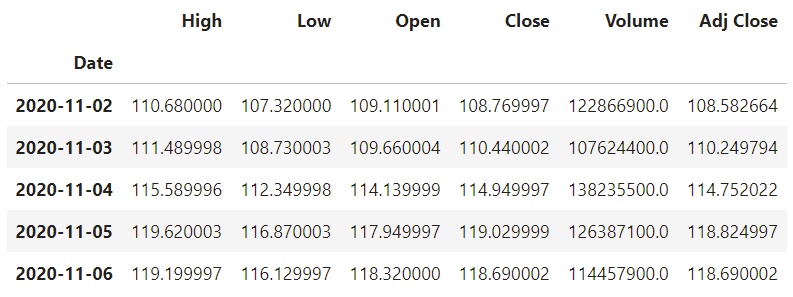 High Low Open Close Volume Adj Close
Date
2020-11-02 110.680000 107.320000 109.110001 108.769997 122866900.0 108.582664
2020-11-03 111.489998 108.730003 109.660004 110.440002 107624400.0 110.249794
2020-11-04 115.589996 112.349998 114.139999 114.949997 138235500.0 114.752022
2020-11-05 119.620003 116.870003 117.949997 119.029999 126387100.0 118.824997
2020-11-06 119.199997 116.129997 118.320000 118.690002 114457900.0 118.690002